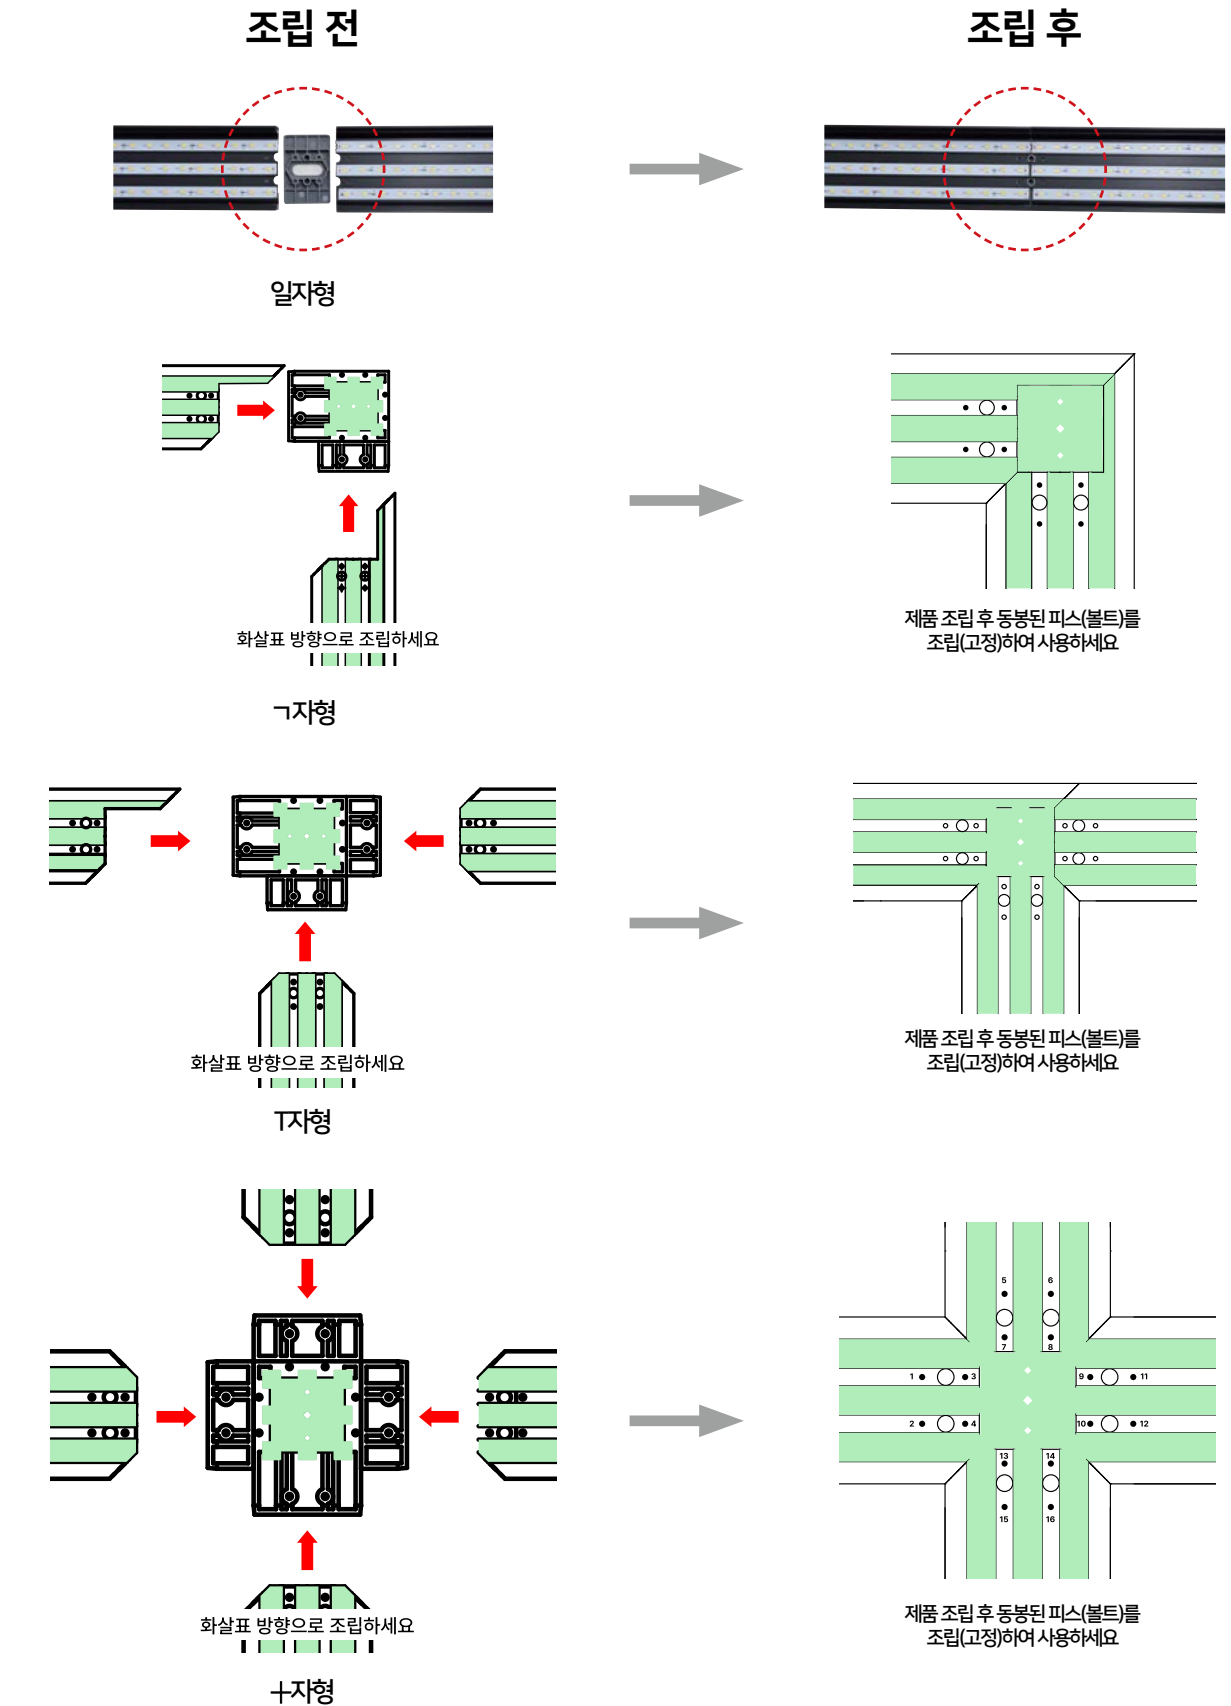 조립 전
조립 후
일자형
화살표 방향으로 조립하세요
제품 조립 후 동봉된 피스(볼트)를
조립(고정)하여 사용하세요
ㄱ자형
화살표 방향으로 조립하세요
제품 조립 후 동봉된 피스(볼트)를
조립(고정)하여 사용하세요
T자형
5 6
7 8
1 3 9 11
2 4 10 12
13 14
15 16
화살표 방향으로 조립하세요
제품 조립 후 동봉된 피스(볼트)를
조립(고정)하여 사용하세요
十자형